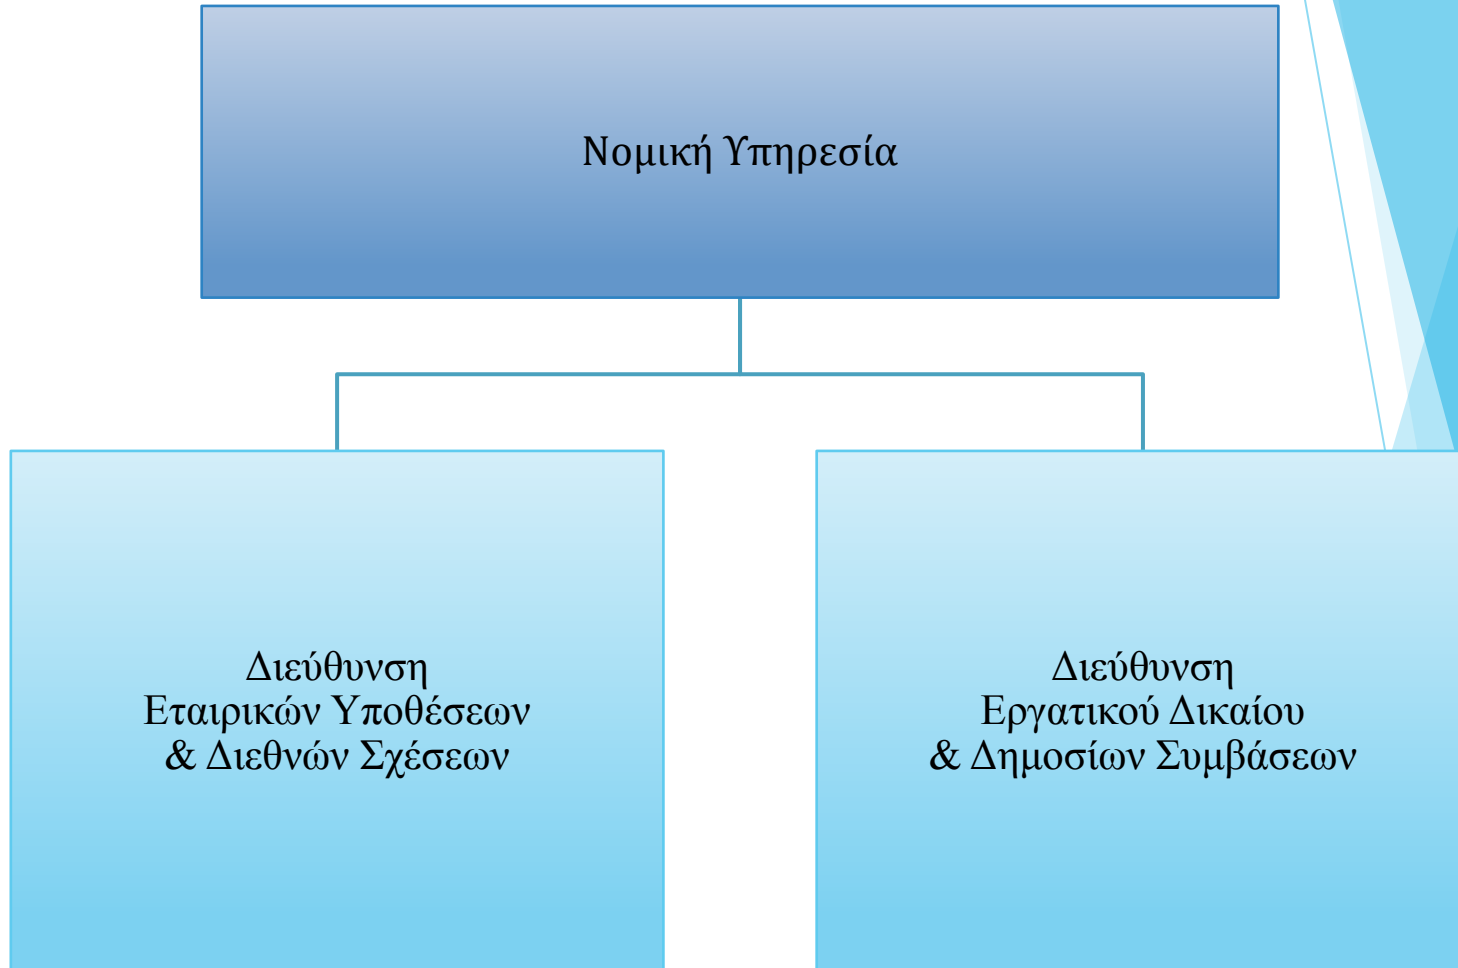 Νομική Υπηρεσία
Διεύθυνση
Εταιρικών Υποθέσεων
& Διεθνών Σχέσεων
Διεύθυνση
Εργατικού Δικαίου
& Δημοσίων Συμβάσεων